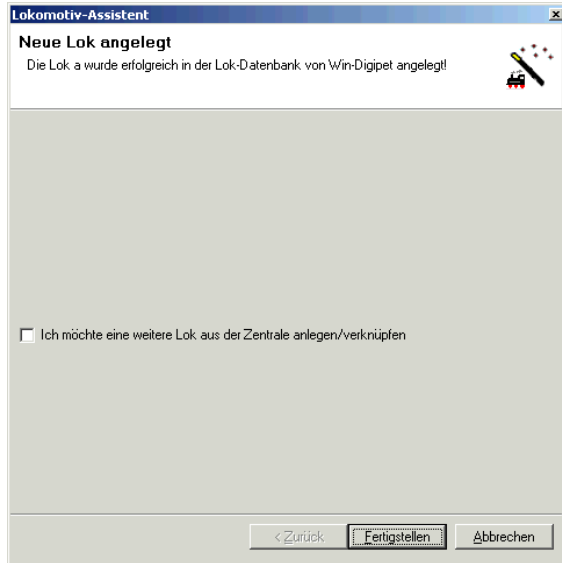 Lokomotiv-Assistent
Neue Lok angelegt
Die Lok a wurde erfolgreich in der Lok-Datenbank von Win-Digipet angelegt!
Ich möchte eine weitere Lok aus der Zentrale anlegen/verknüpfen
< Zurück Fertigstellen Abbrechen